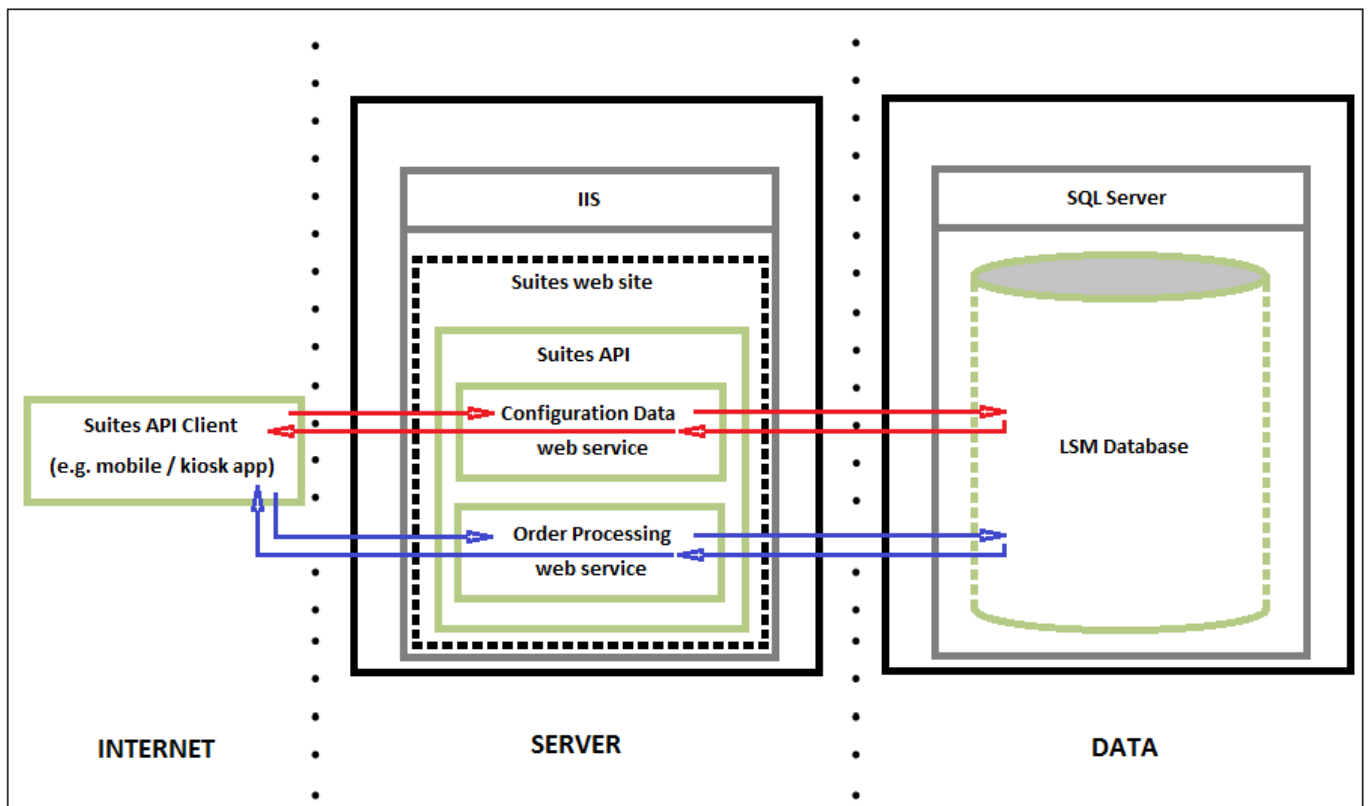 IIS
SQL Server
Suites web site
Suites API
Suites API Client
(e.g. mobile / kiosk app)
Configuration Data
web service
LSM Database
Order Processing
web service
INTERNET
SERVER
DATA